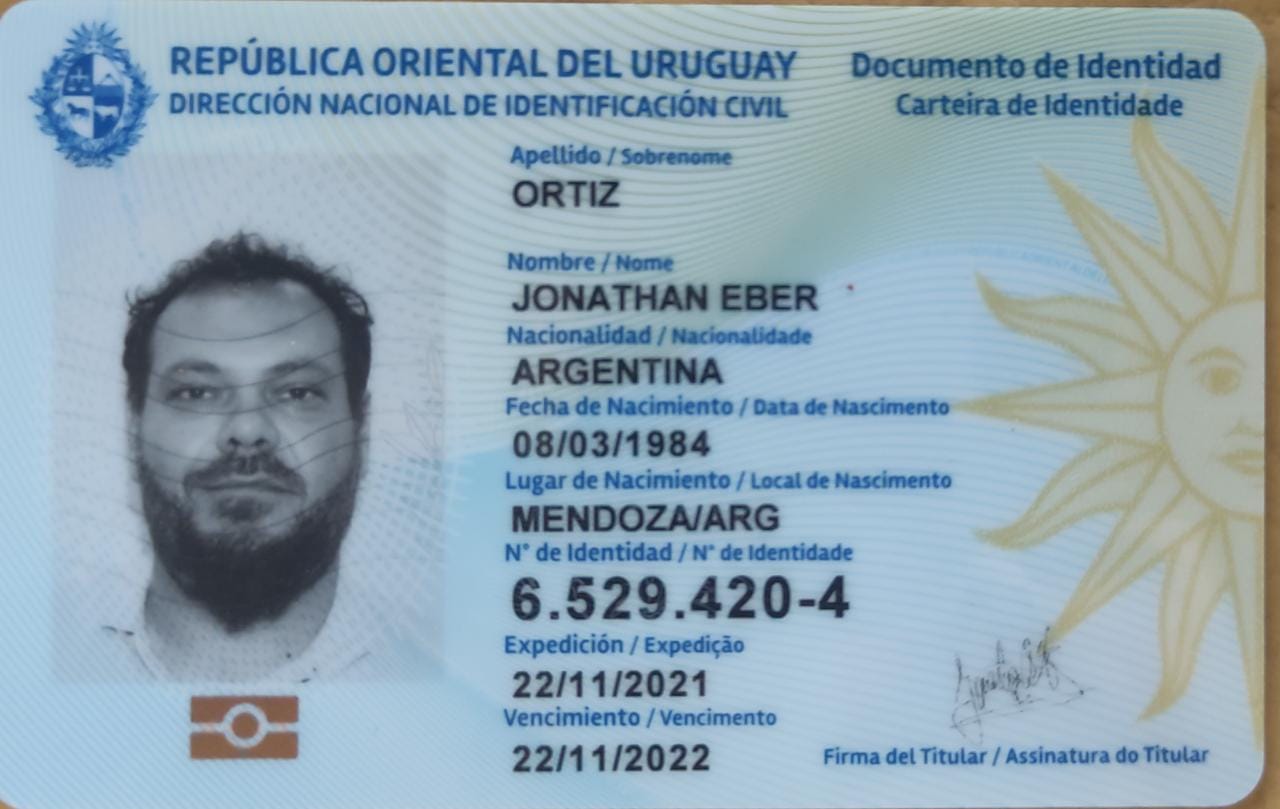 REPÚBLICA ORIENTAL DEL URUGUAY
DIRECCIÓN NACIONAL DE IDENTIFICACIÓN CIVIL
Documento de Identidad
Carteira de Identidade
Apellido / Sobrenome
ORTIZ
Nombre / Nome
JONATHAN EBER
Nacionalidad / Nacionalidade
ARGENTINA
Fecha de Nacimiento / Data de Nascimento
08/03/1984
Lugar de Nacimiento / Local de Nascimento
MENDOZA/ARG
N° de Identidad / N° de Identidade
6.529.420-4
Expedición / Expedição
22/11/2021
Vencimiento / Vencimento
22/11/2022
Firma del Titular / Assinatura do Titular